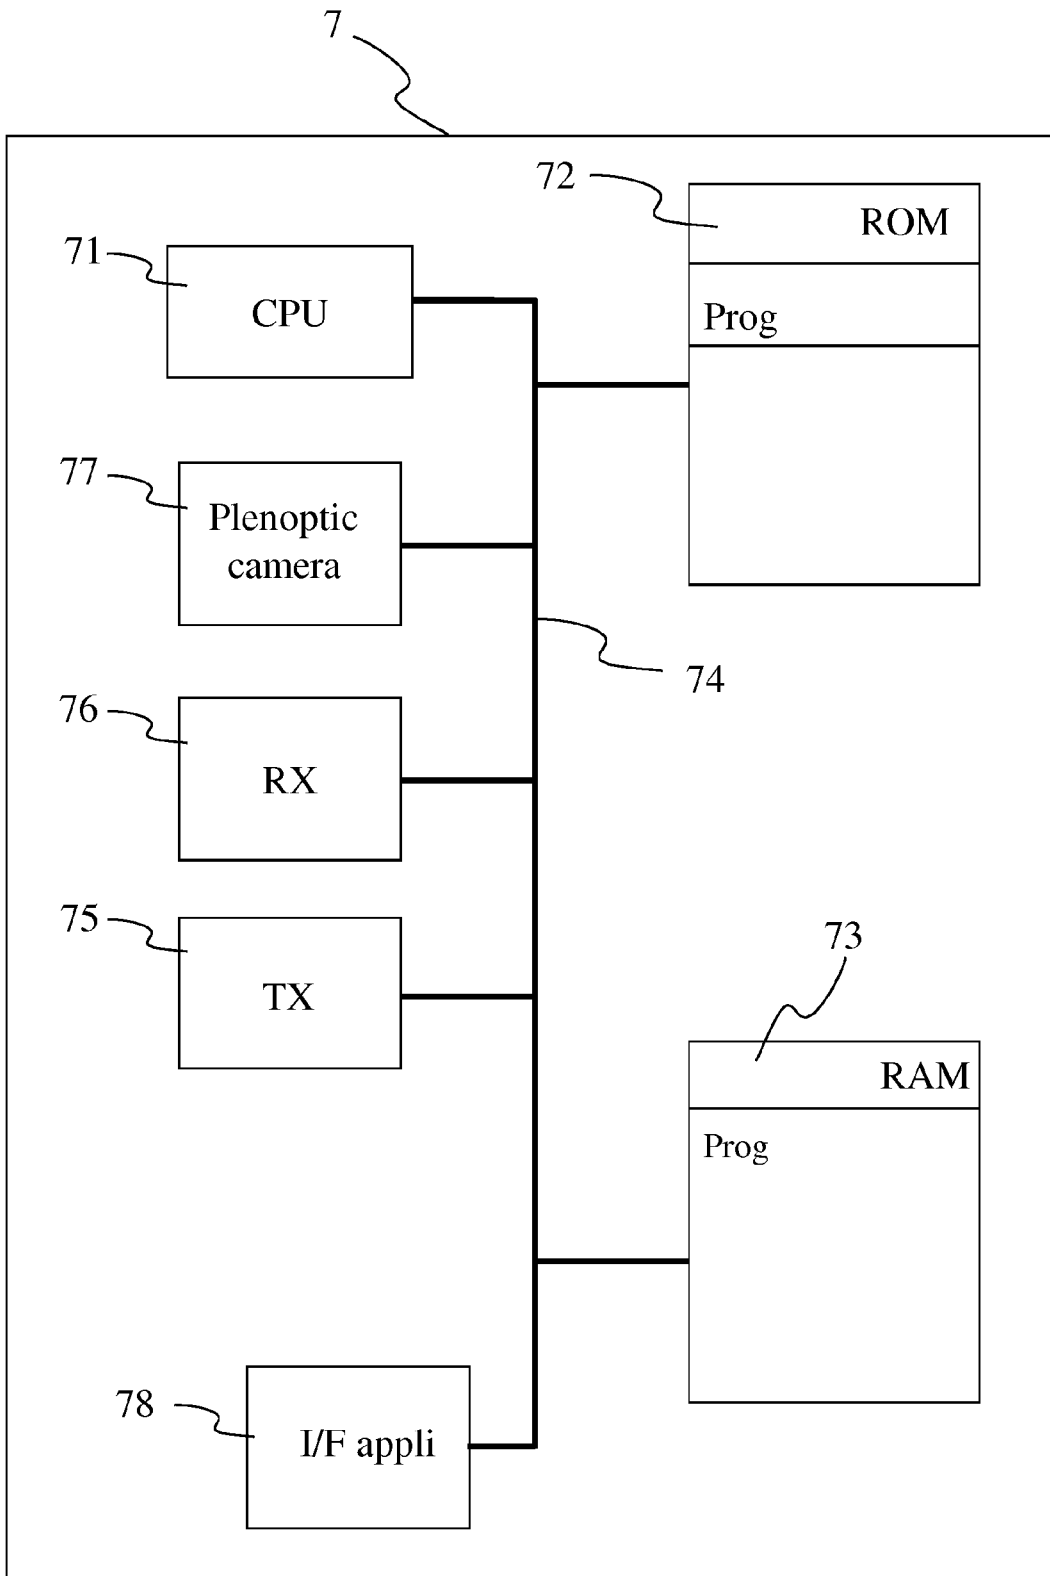 7
72
ROM
71
CPU
Prog
77
Plenoptic
camera
74
76
RX
75
TX
73
RAM
Prog
78
I/F appli